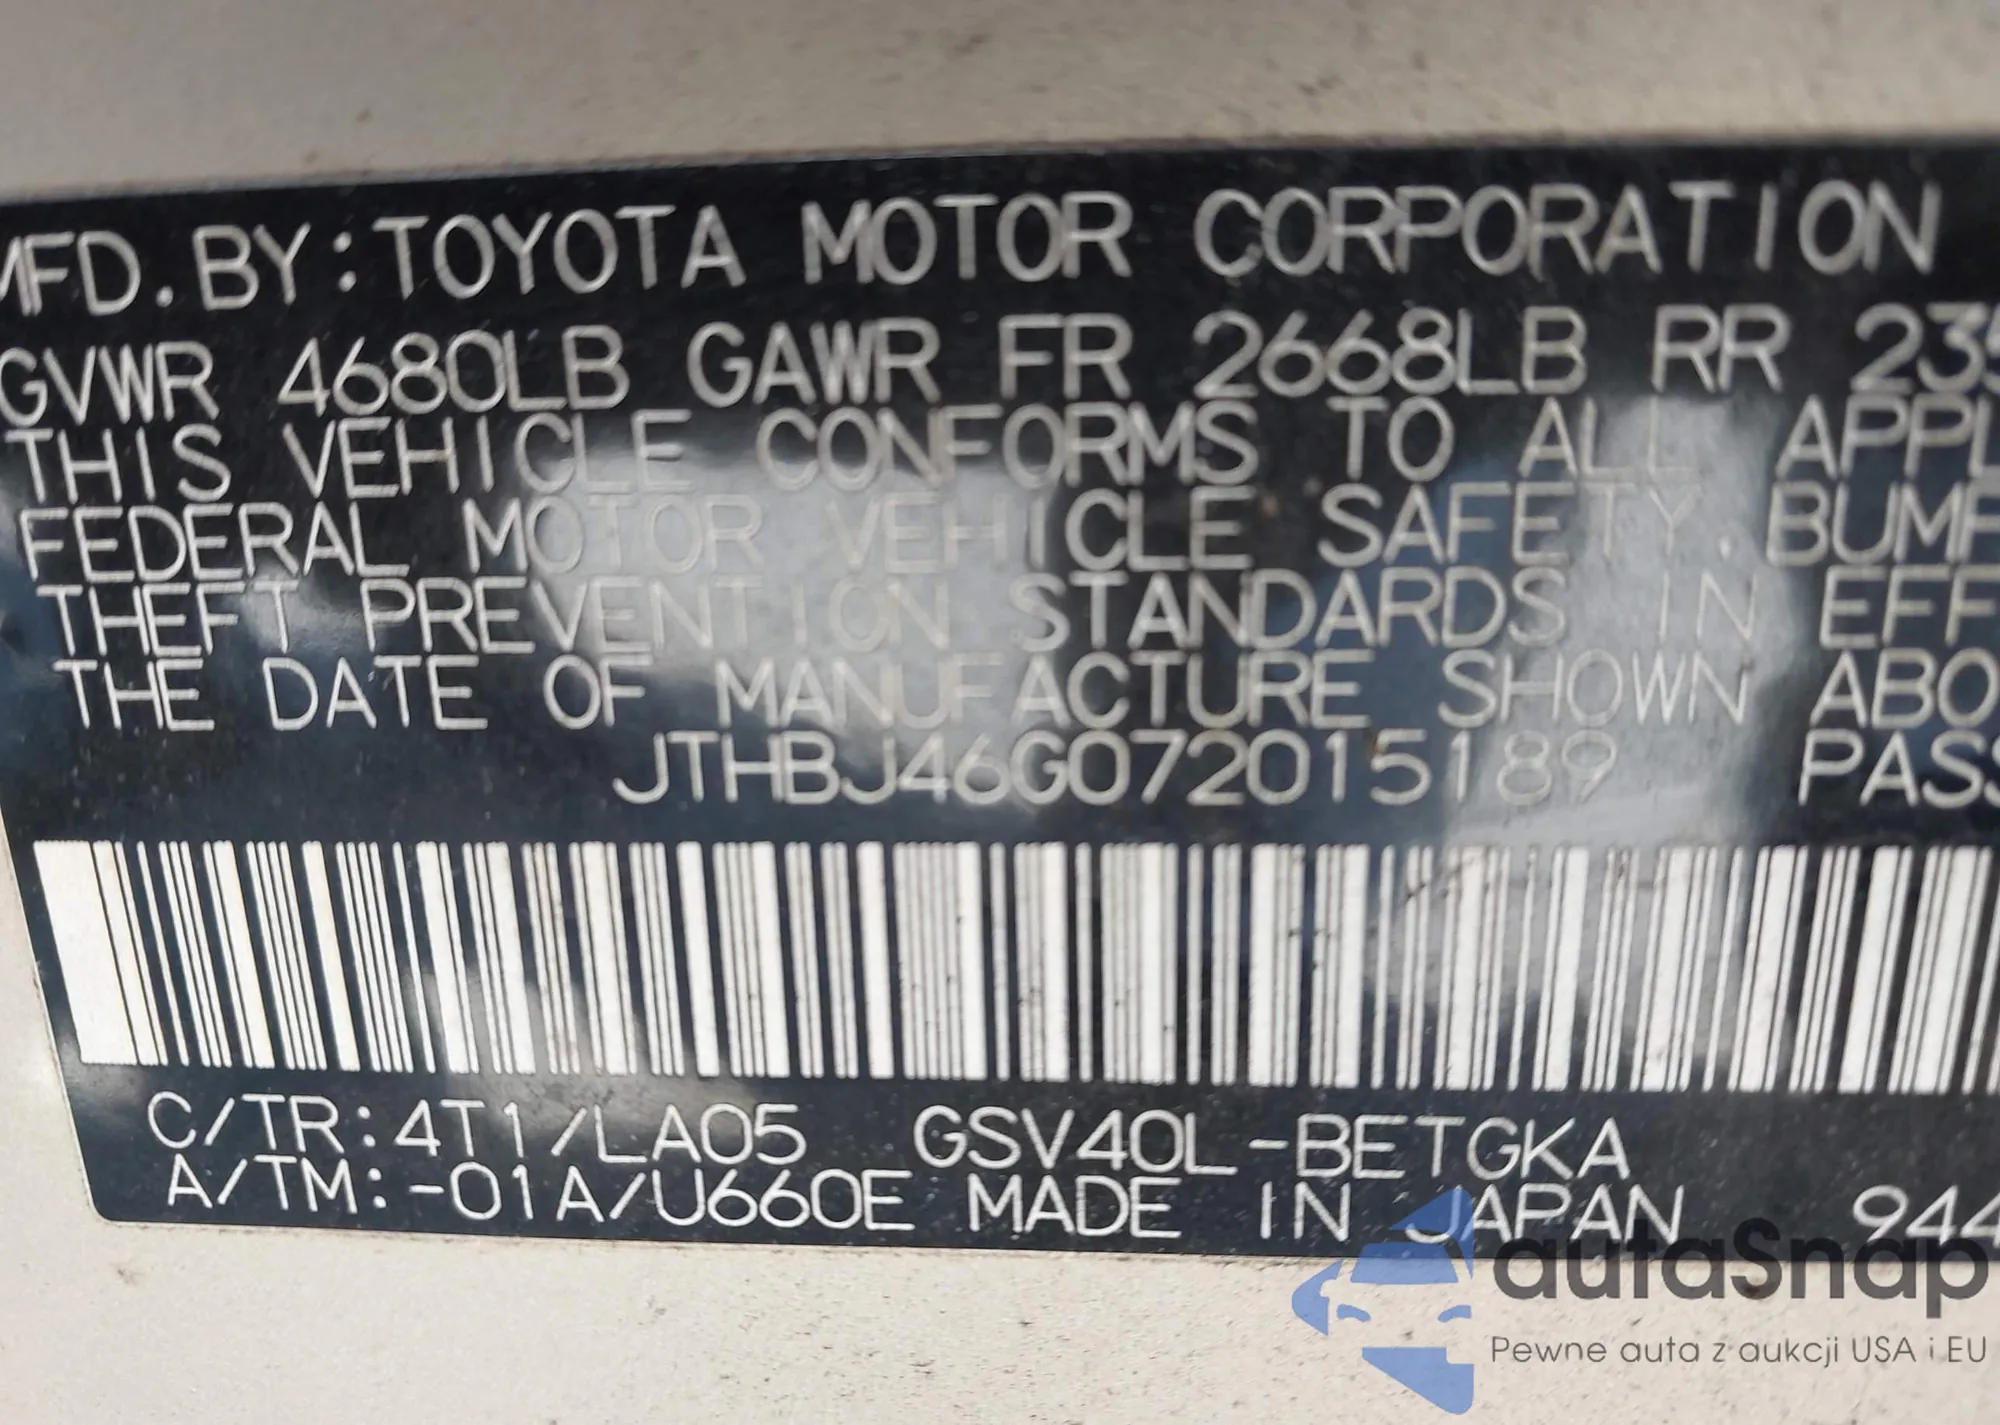 MFD. BY: TOYOTA MOTOR CORPORATION
GVWR 4680LB GAWR FR 2668LB RR 235
THIS VEHICLE CONFORMS TO ALL APPL
FEDERAL MOTOR VEHICLE SAFETY, BUMP
THEFT PREVENTION STANDARDS IN EFF
THE DATE OF MANUFACTURE SHOWN ABO
JTHBJ46G072015189 PASS
C/TR:4T1/LA05 GSV40L-BETGKA
A/TM:-01A/U660E MADE IN JAPAN 944
autaSnap
Pewne auta z aukcji USA i EU